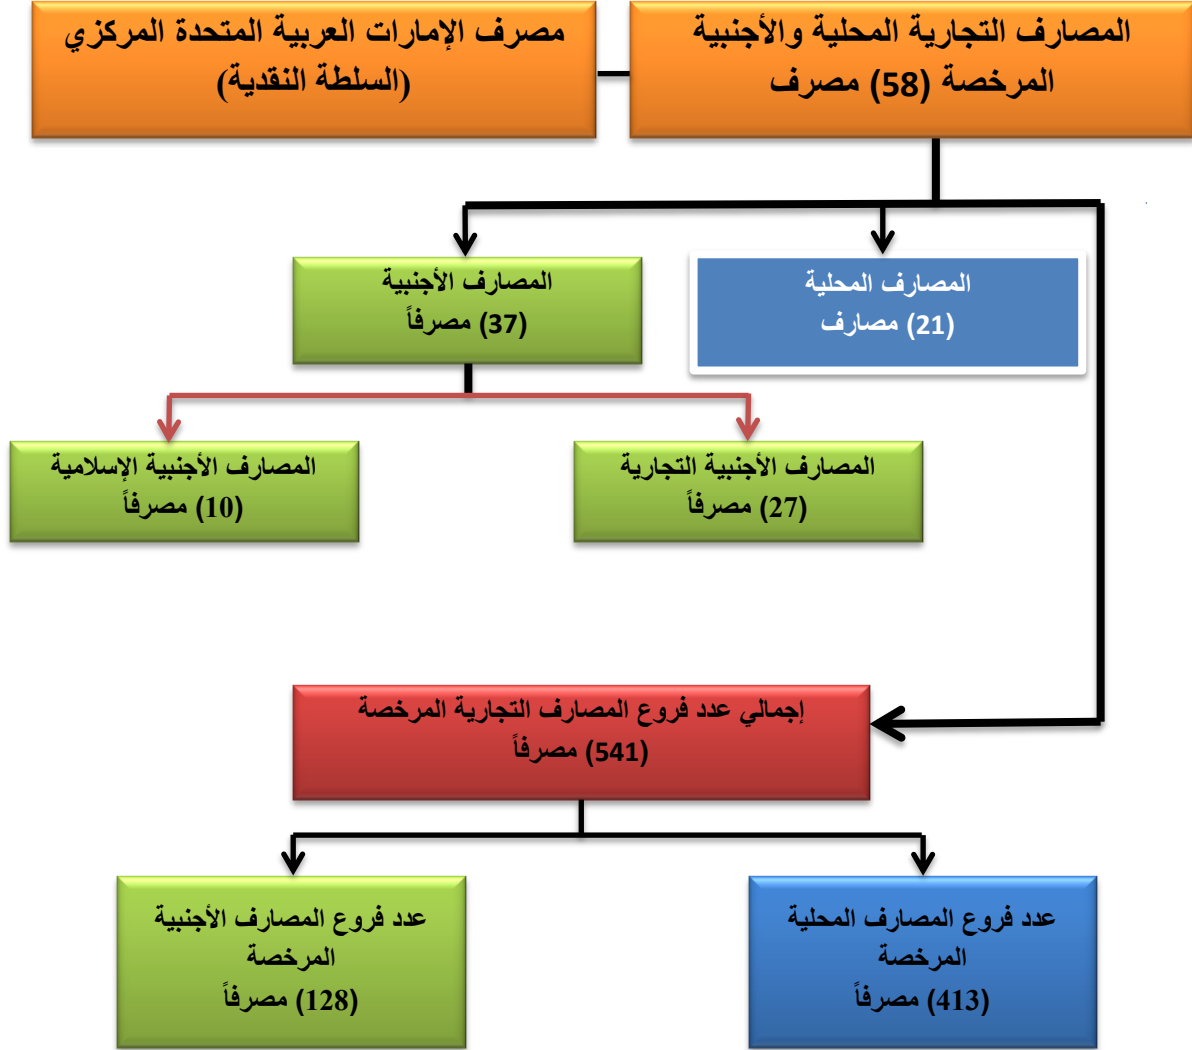 المصارف التجارية المحلية والأجنبية
المرخصة (58) مصرف
مصرف الإمارات العربية المتحدة المركزي
(السلطة النقدية)
المصارف المحلية
(21) مصارف
المصارف الأجنبية
(37) مصرفاً
المصارف الأجنبية التجارية
(27) مصرفاً
المصارف الأجنبية الإسلامية
(10) مصرفاً
إجمالي عدد فروع المصارف التجارية المرخصة
(541) مصرفاً
عدد فروع المصارف المحلية
المرخصة
(413) مصرفاً
عدد فروع المصارف الأجنبية
المرخصة
(128) مصرفاً